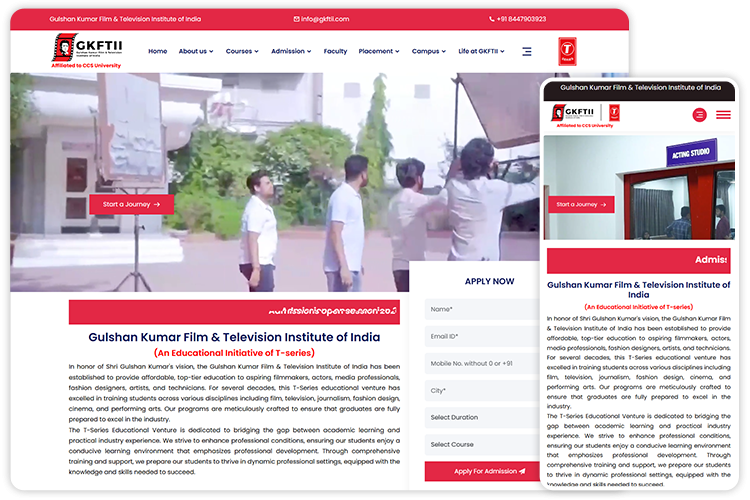 Gulshan Kumar Film & Television Institute of India
info@gkftii.com
+91 8447903923
GKFTII
Gulshan Kumar Film & Television
Institute of India
Affiliated to CCS University
Home About us Courses Admission Faculty Placement Campus Life at GKFTII
T
Start a Journey
APPLY NOW
Name*
Email ID*
Mobile No. without 0 or +91
City*
Select Duration
Select Course
Apply For Admission
Gulshan Kumar Film & Television Institute of India
(An Educational Initiative of T-series)
In honor of Shri Gulshan Kumar's vision, the Gulshan Kumar Film & Television Institute of India has been
established to provide affordable, top-tier education to aspiring filmmakers, actors, media professionals,
fashion designers, artists, and technicians. For several decades, this T-Series educational venture has
excelled in training students across various disciplines including film, television, journalism, fashion design,
cinema, and performing arts. Our programs are meticulously crafted to ensure that graduates are fully
prepared to excel in the industry.
The T-Series Educational Venture is dedicated to bridging the gap between academic learning and
practical industry experience. We strive to enhance professional conditions, ensuring our students enjoy a
conducive learning environment that emphasizes professional development. Through comprehensive
training and support, we prepare our students to thrive in dynamic professional settings, equipped with the
knowledge and skills needed to succeed.
Gulshan Kumar Film & Television Institute of India
GKFTII
T
Affiliated to CCS University
ACTING STUDIO
Start a Journey
Admiss
Gulshan Kumar Film & Television Institute of
India
(An Educational Initiative of T-series)
In honor of Shri Gulshan Kumar's vision, the Gulshan Kumar Film
& Television Institute of India has been established to provide
affordable, top-tier education to aspiring filmmakers, actors,
media professionals, fashion designers, artists, and technicians.
For several decades, this T-Series educational venture has
excelled in training students across various disciplines including
film, television, journalism, fashion design, cinema, and
performing arts. Our programs are meticulously crafted to
ensure that graduates are fully prepared to excel in the
industry.
The T-Series Educational Venture is dedicated to bridging the
gap between academic learning and practical industry
experience. We strive to enhance professional conditions,
ensuring our students enjoy a conducive learning environment
that emphasizes professional development. Through
comprehensive training and support, we prepare our students
to thrive in dynamic professional settings, equipped with the
knowledge and skills needed to succeed.